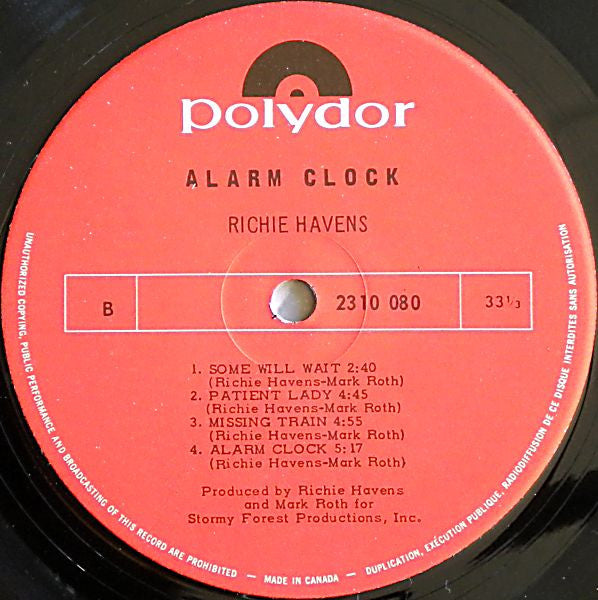 polydor
ALARM CLOCK
RICHIE HAVENS
B 2310 080 33⅓
1. SOME WILL WAIT 2:40
(Richie Havens-Mark Roth)
2. PATIENT LADY 4:45
(Richie Havens-Mark Roth)
3. MISSING TRAIN 4:55
(Richie Havens-Mark Roth)
4. ALARM CLOCK 5:17
(Richie Havens-Mark Roth)
Produced by Richie Havens
and Mark Roth for
Stormy Forest Productions, Inc.
UNAUTHORIZED COPYING, PUBLIC PERFORMANCE AND BROADCASTING OF THIS RECORD ARE PROHIBITED — MADE IN CANADA — DUPLICATION, EXÉCUTION PUBLIQUE, RADIODIFFUSION DE CE DISQUE INTERDITES SANS AUTORISATION